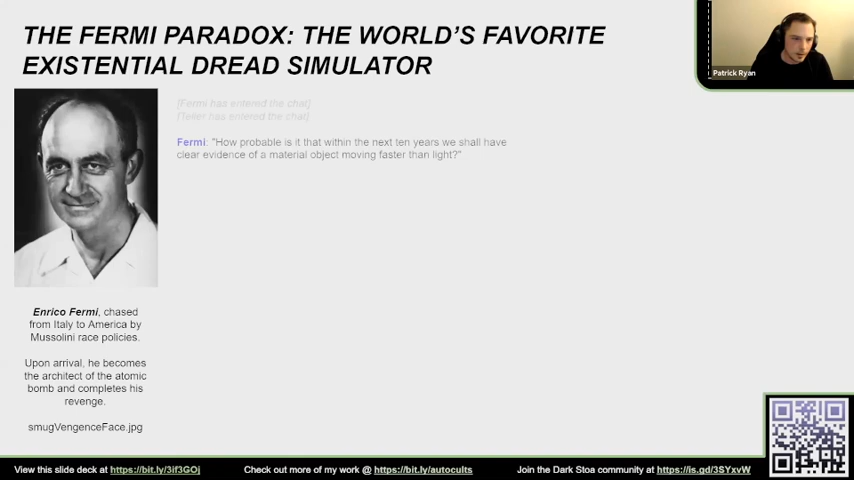 THE FERMI PARADOX: THE WORLD'S FAVORITE
EXISTENTIAL DREAD SIMULATOR
Patrick Ryan
[Fermi has entered the chat]
[Teller has entered the chat]
Fermi: "How probable is it that within the next ten years we shall have
clear evidence of a material object moving faster than light?"
Enrico Fermi, chased
from Italy to America by
Mussolini race policies.
Upon arrival, he becomes
the architect of the atomic
bomb and completes his
revenge.
smugVengenceFace.jpg
View this slide deck at https://bit.ly/3if3GOj
Check out more of my work @ https://bit.ly/autocults
Join the Dark Stoa community at https://is.gd/3SYxvW